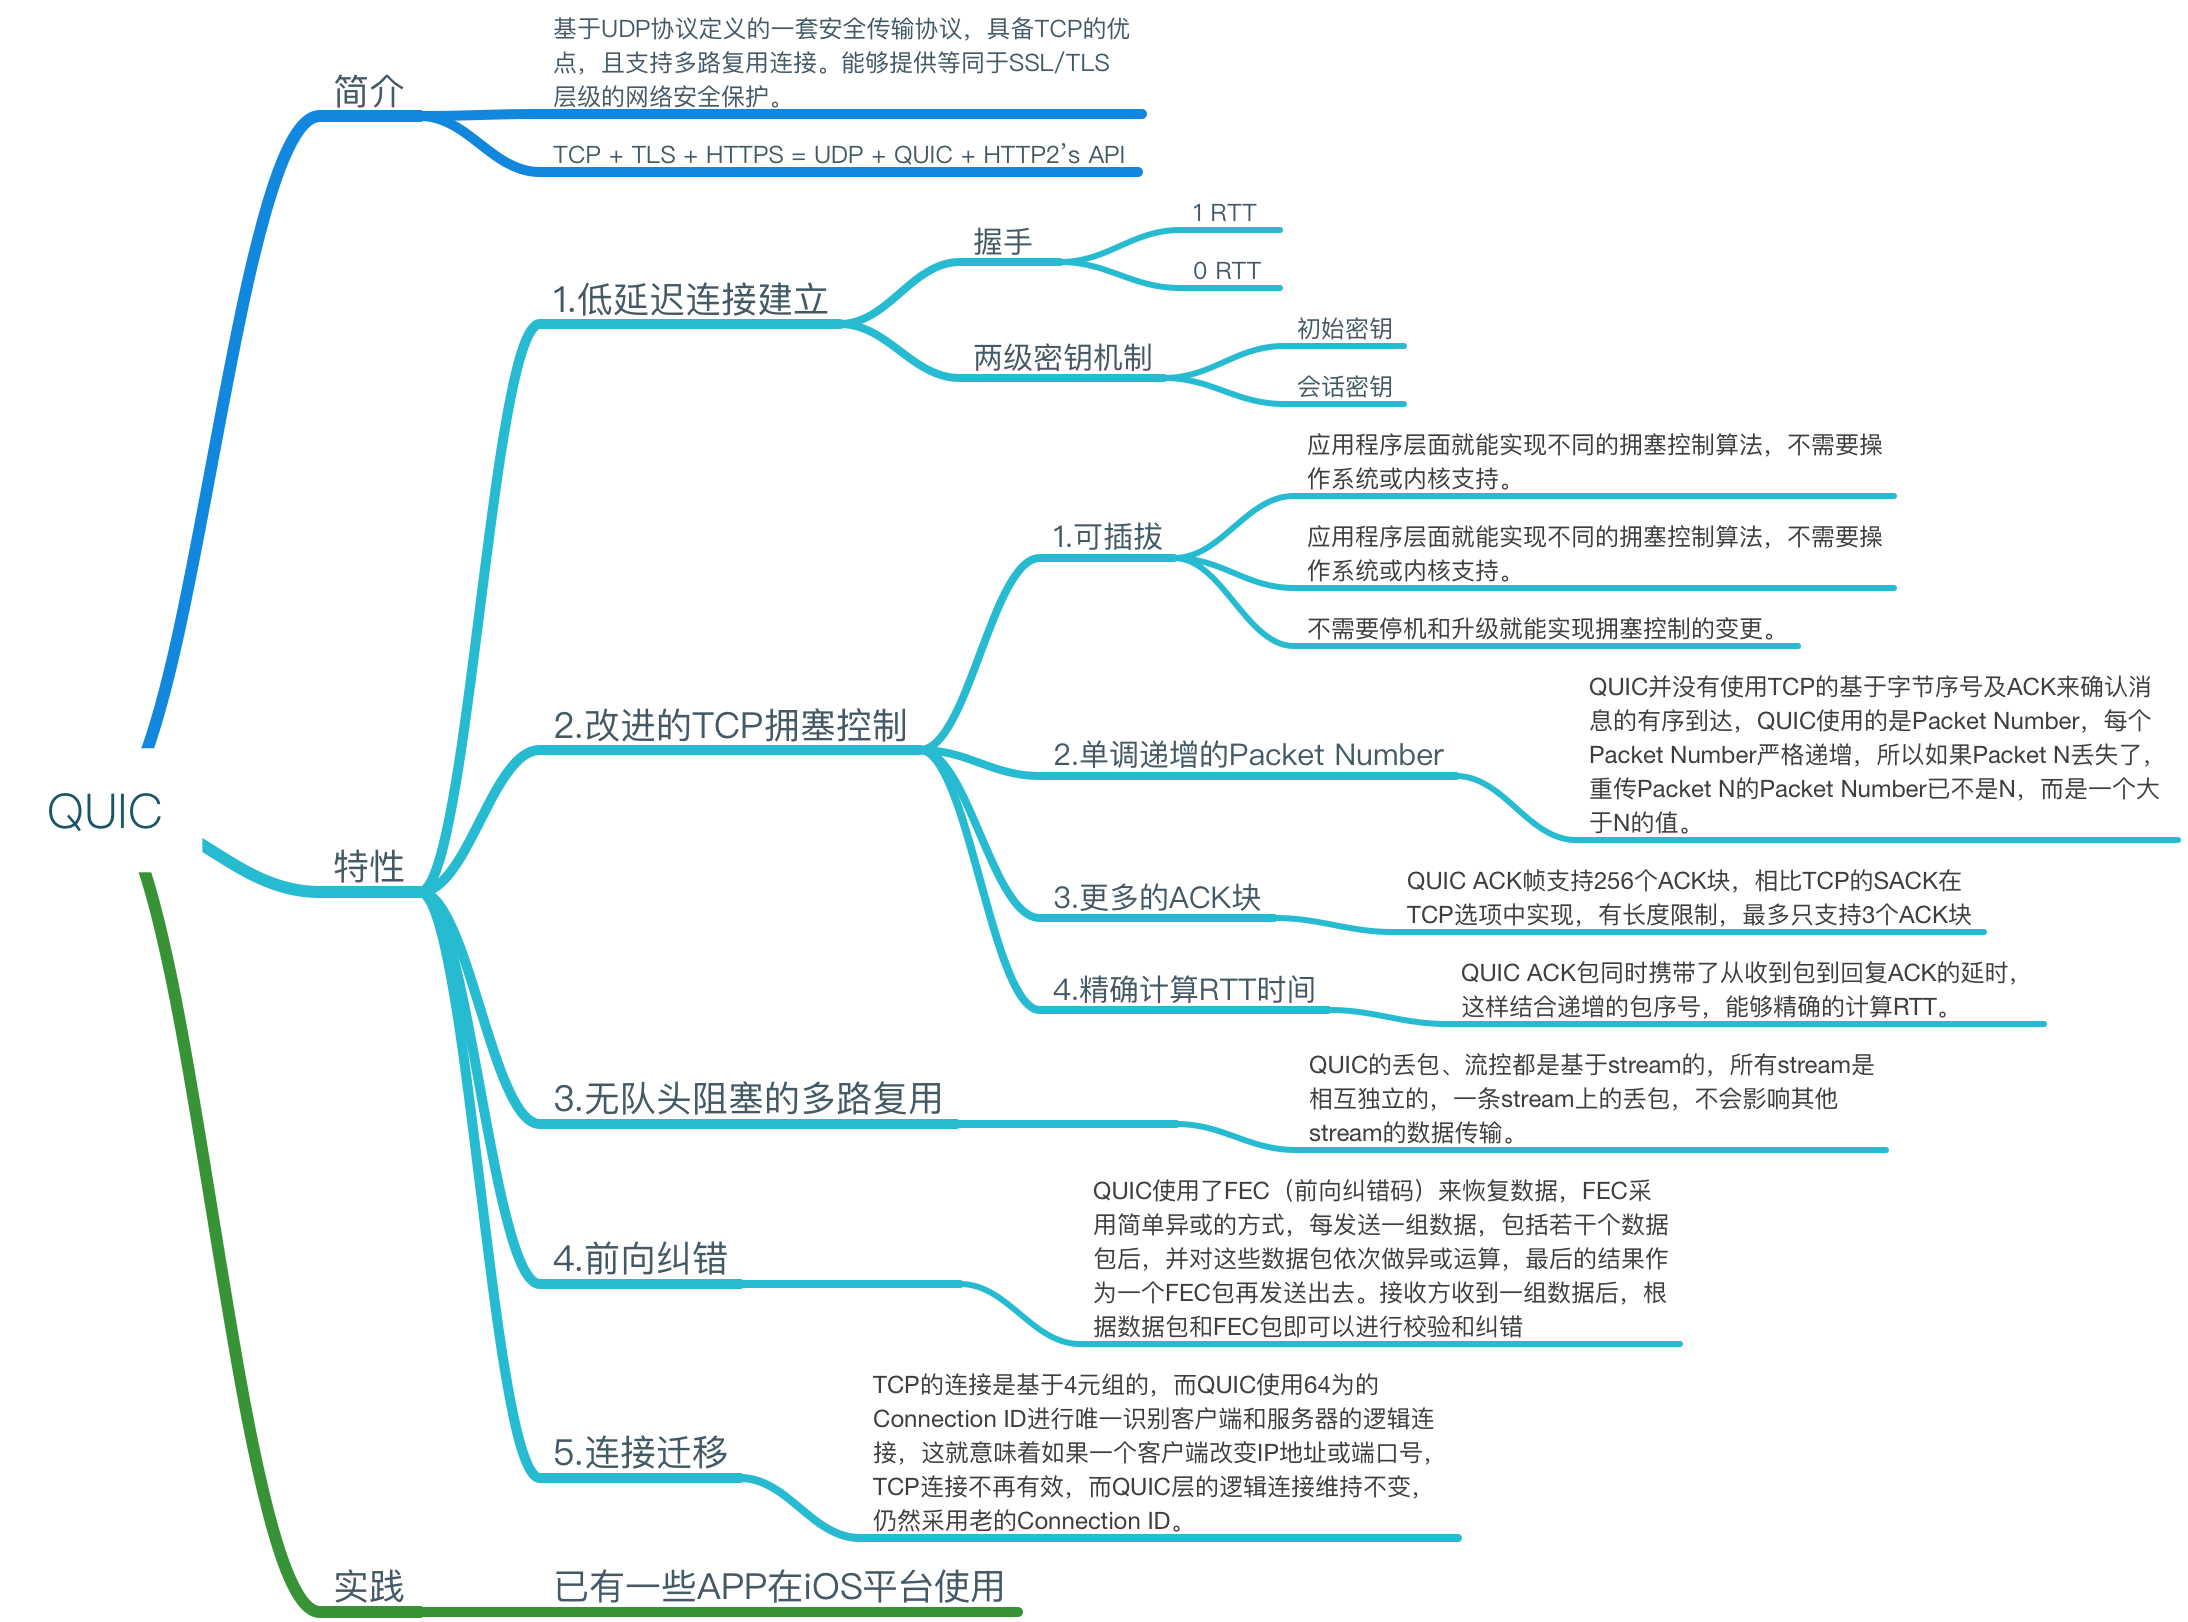 QUIC
简介
基于UDP协议定义的一套安全传输协议，具备TCP的优
点，且支持多路复用连接。能够提供等同于SSL/TLS
层级的网络安全保护。
TCP + TLS + HTTPS = UDP + QUIC + HTTP2's API
特性
1.低延迟连接建立
握手
1 RTT
0 RTT
两级密钥机制
初始密钥
会话密钥
2.改进的TCP拥塞控制
1.可插拔
应用程序层面就能实现不同的拥塞控制算法，不需要操
作系统或内核支持。
应用程序层面就能实现不同的拥塞控制算法，不需要操
作系统或内核支持。
不需要停机和升级就能实现拥塞控制的变更。
2.单调递增的Packet Number
QUIC并没有使用TCP的基于字节序号及ACK来确认消
息的有序到达，QUIC使用的是Packet Number，每个
Packet Number严格递增，所以如果Packet N丢失了，
重传Packet N的Packet Number已不是N，而是一个大
于N的值。
3.更多的ACK块
QUIC ACK帧支持256个ACK块，相比TCP的SACK在
TCP选项中实现，有长度限制，最多只支持3个ACK块
4.精确计算RTT时间
QUIC ACK包同时携带了从收到包到回复ACK的延时，
这样结合递增的包序号，能够精确的计算RTT。
3.无队头阻塞的多路复用
QUIC的丢包、流控都是基于stream的，所有stream是
相互独立的，一条stream上的丢包，不会影响其他
stream的数据传输。
4.前向纠错
QUIC使用了FEC（前向纠错码）来恢复数据，FEC采
用简单异或的方式，每发送一组数据，包括若干个数据
包后，并对这些数据包依次做异或运算，最后的结果作
为一个FEC包再发送出去。接收方收到一组数据后，根
据数据包和FEC包即可以进行校验和纠错
5.连接迁移
TCP的连接是基于4元组的，而QUIC使用64为的
Connection ID进行唯一识别客户端和服务器的逻辑连
接，这就意味着如果一个客户端改变IP地址或端口号，
TCP连接不再有效，而QUIC层的逻辑连接维持不变，
仍然采用老的Connection ID。
实践
已有一些APP在iOS平台使用